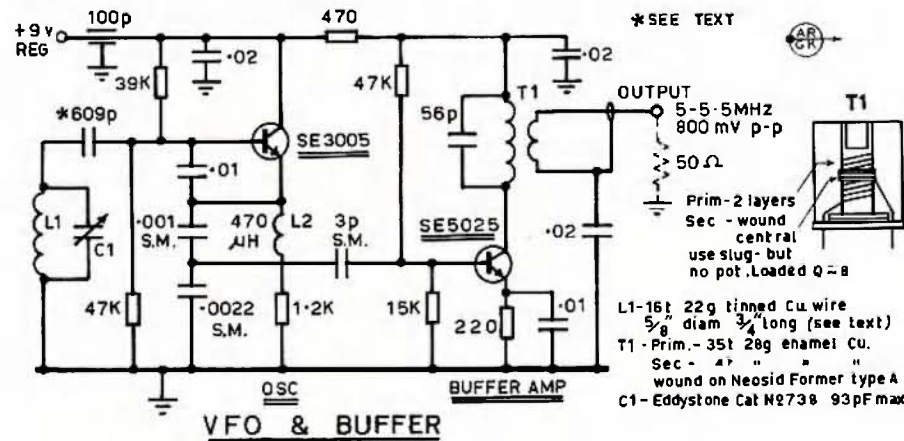 100p
470
*SEE TEXT
AR
GK
+9v
REG
.02
39K
47K
T1
.02
OUTPUT
T1
*609p
56p
5-5.5MHz
800 mV p-p
SE3005
50Ω
.01
Prim-2 layers
Sec - wound
central
use slug- but
no pot. Loaded Q≈8
L1
C1
.001
S.M.
470
μH
L2
3p
S.M.
SE5025
.02
47K
.0022
S.M.
1.2K
15K
220
.01
L1-16t 22g tinned Cu wire
5/8" diam 3/4" long (see text)
T1 - Prim.- 35t 28g enamel Cu.
Sec - " " "
wound on Neosid Former type A
C1- Eddystone Cat Nº738 93pF max
OSC
BUFFER AMP
VFO & BUFFER